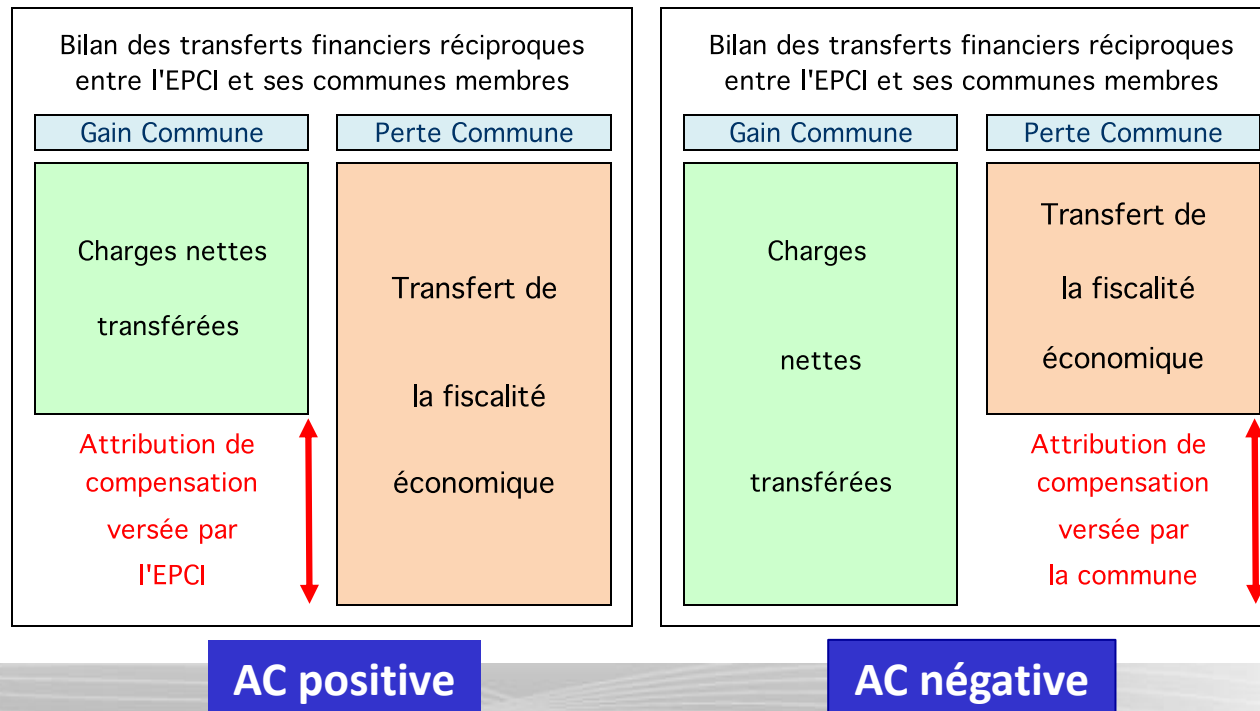 Bilan des transferts financiers réciproques
entre l'EPCI et ses communes membres
Gain Commune
Perte Commune
Charges nettes
transférées
Transfert de
la fiscalité
économique
Attribution de
compensation
versée par
l'EPCI
AC positive
Bilan des transferts financiers réciproques
entre l'EPCI et ses communes membres
Gain Commune
Perte Commune
Charges
nettes
transférées
Transfert de
la fiscalité
économique
Attribution de
compensation
versée par
la commune
AC négative